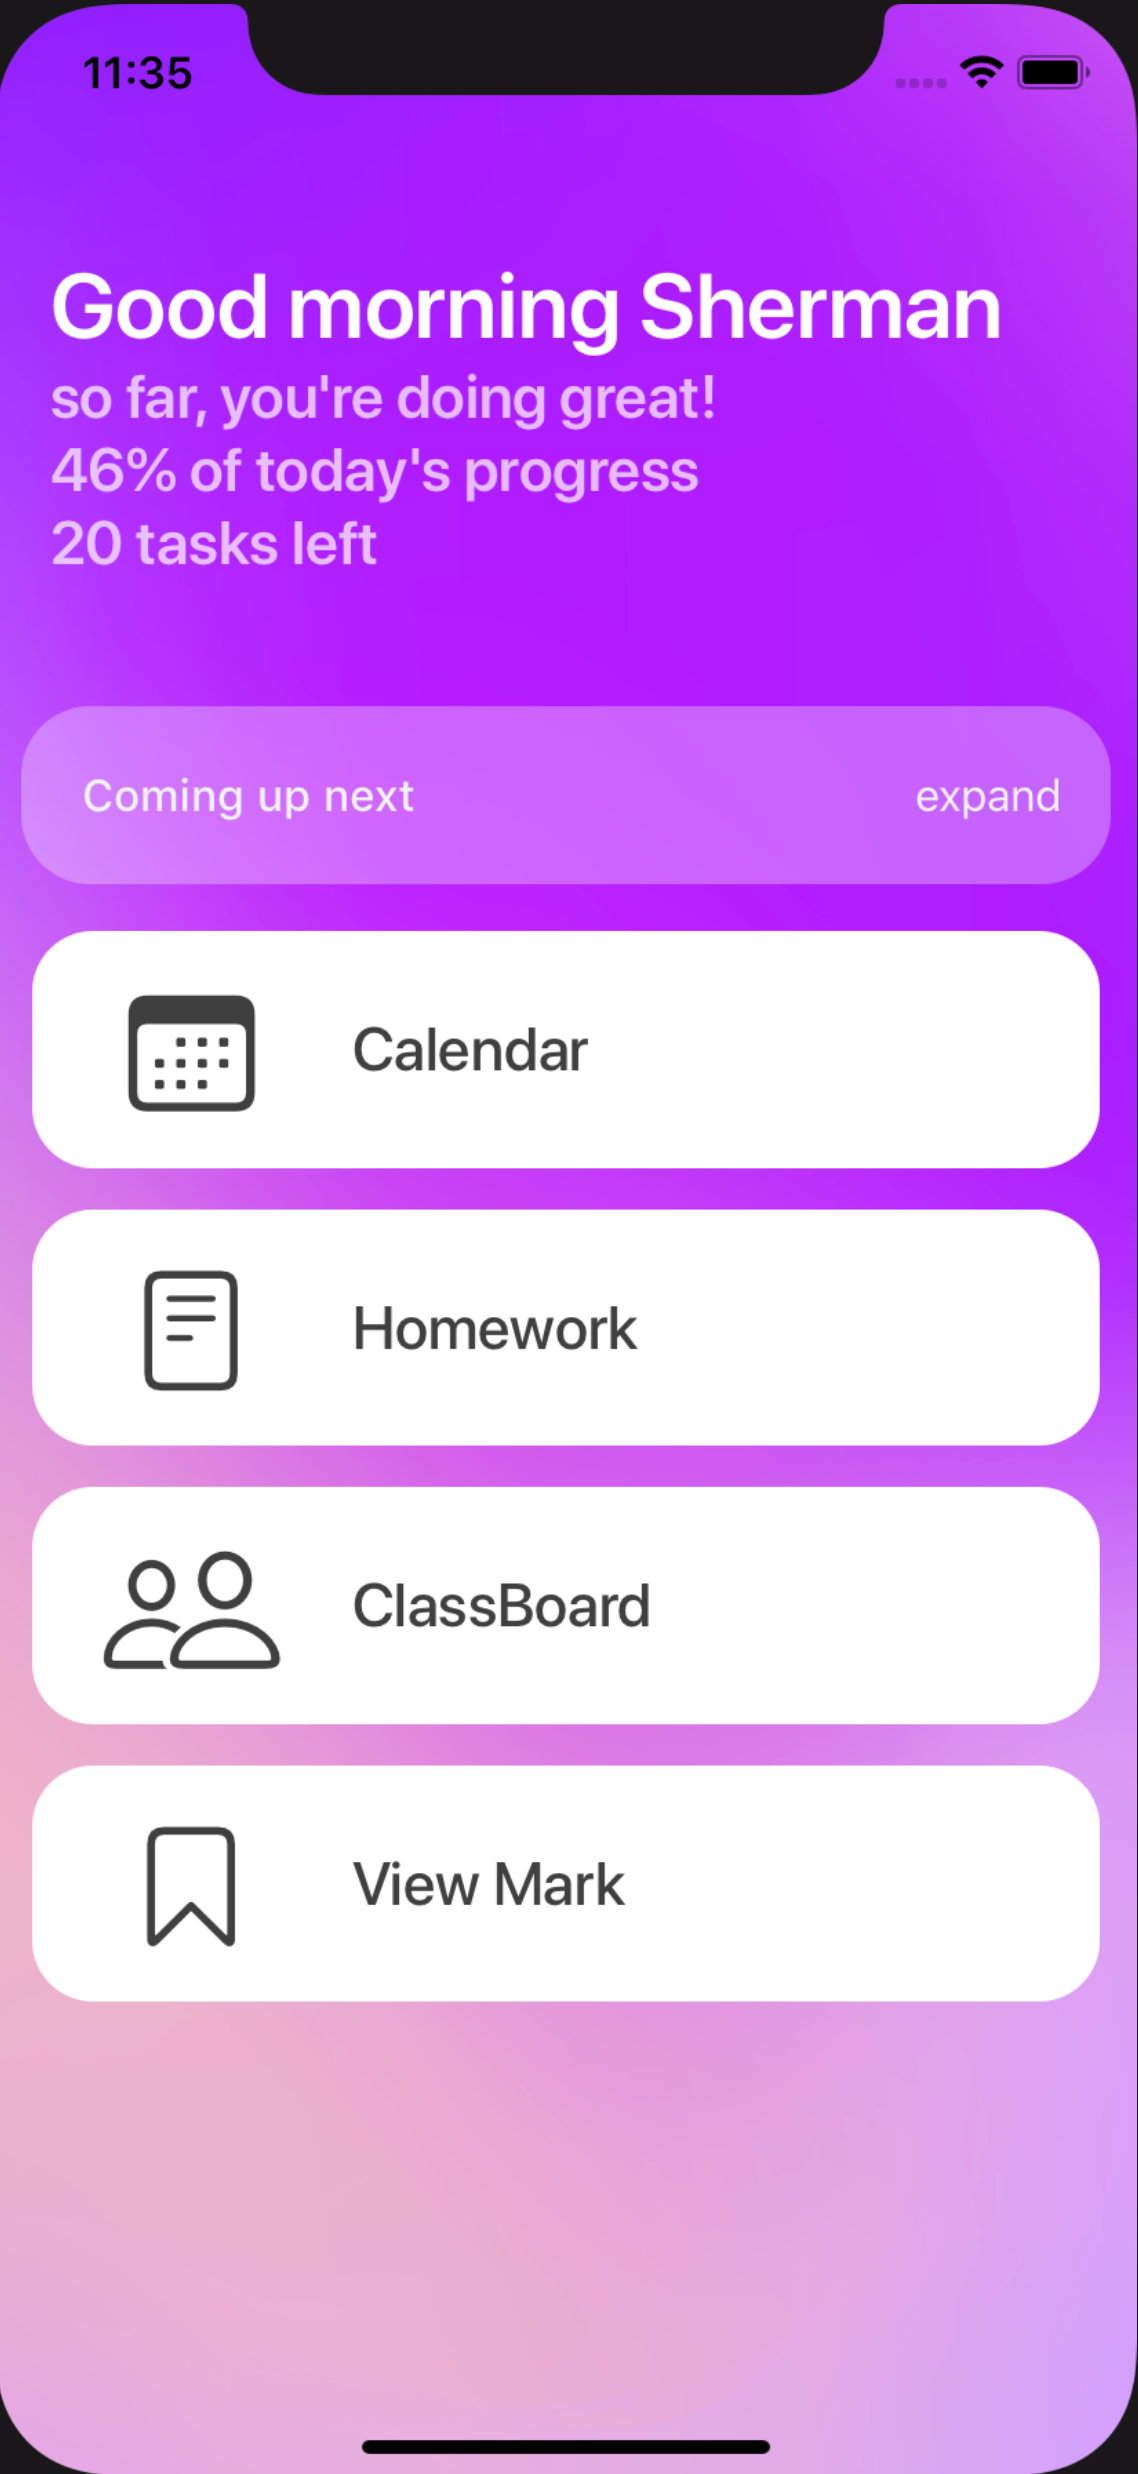 11:35
Good morning Sherman
so far, you're doing great!
46% of today's progress
20 tasks left
Coming up next expand
Calendar
Homework
ClassBoard
View Mark